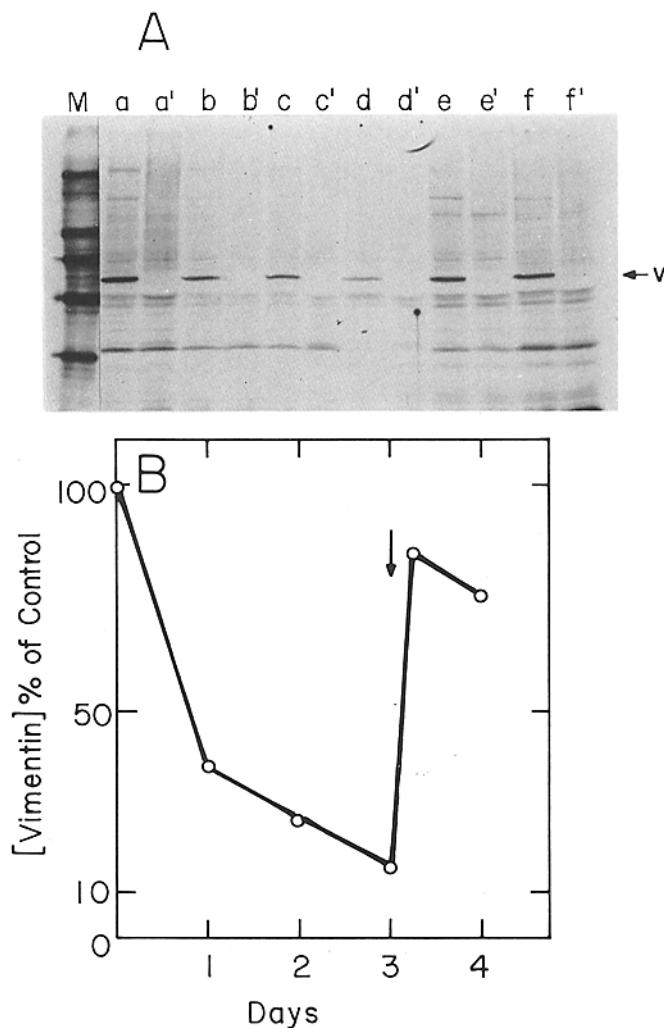 A
M a a' b b' c c' d d' e e' f f'
v
B
[Vimentin] % of Control
100
50
10
0
1 2 3 4
Days